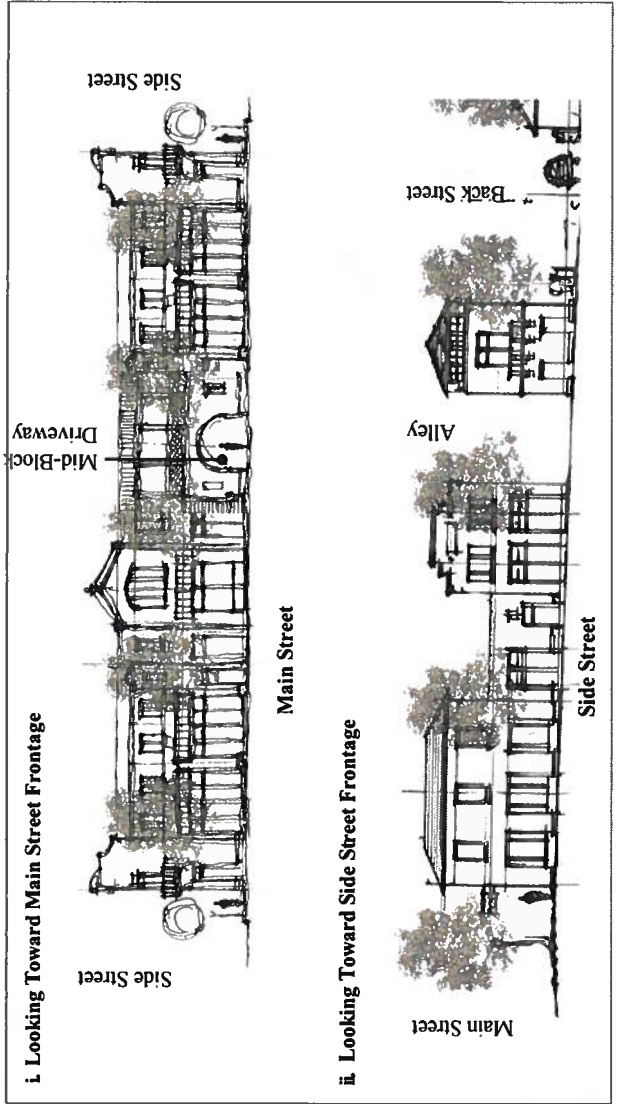 i. Looking Toward Main Street Frontage
Side Street
Mid-Block
Driveway
Side Street
Main Street
ii. Looking Toward Side Street Frontage
Main Street
Alley
Back Street
Side Street